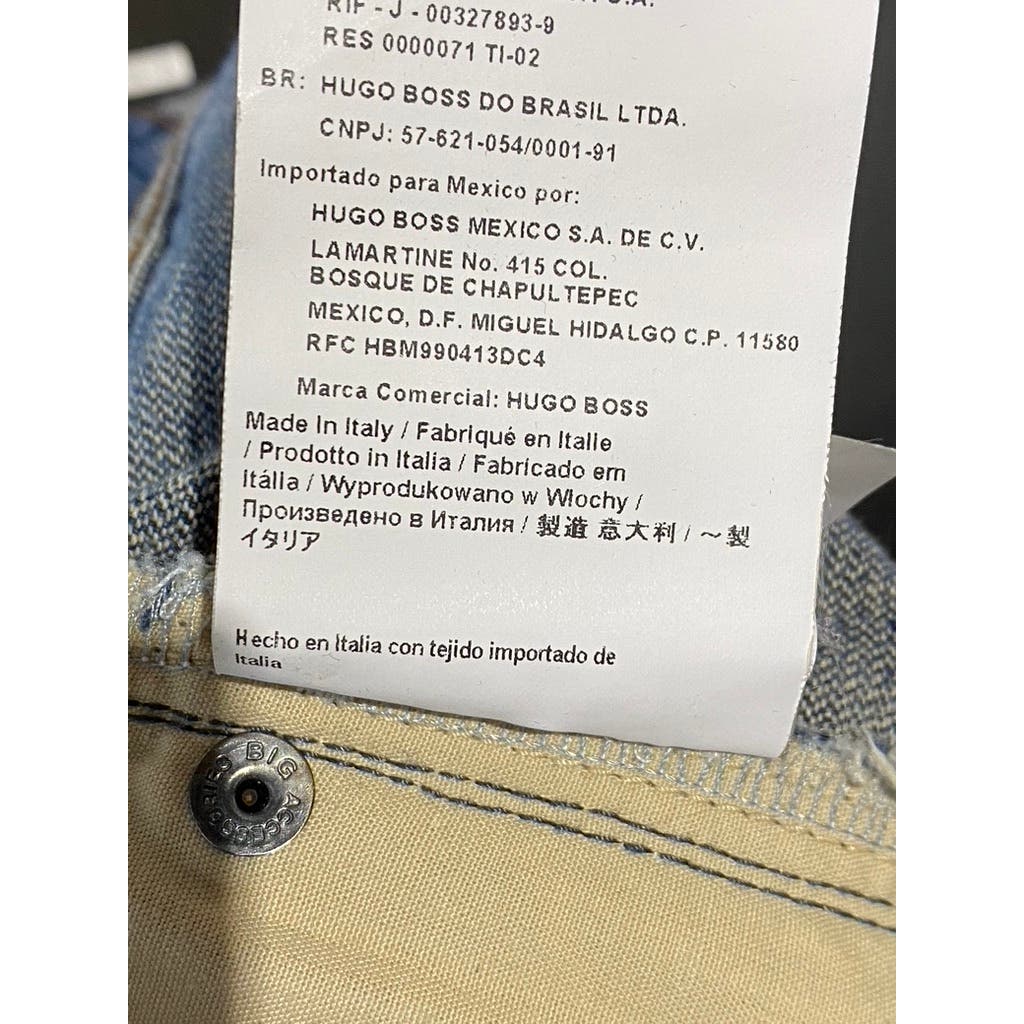 RIF - J - 00327893-9
RES 0000071 TI-02
BR: HUGO BOSS DO BRASIL LTDA.
CNPJ: 57-621-054/0001-91
Importado para Mexico por:
HUGO BOSS MEXICO S.A. DE C.V.
LAMARTINE No. 415 COL.
BOSQUE DE CHAPULTEPEC
MEXICO, D.F. MIGUEL HIDALGO C.P. 11580
RFC HBM990413DC4
Marca Comercial: HUGO BOSS
Made In Italy / Fabriqué en Italie
/ Prodotto in Italia / Fabricado em
Itália / Wyprodukowano w Włochy /
Произведено в Италия / 製造 意大利 / ～製
イタリア
Hecho en Italia con tejido importado de
Italia
BIG ACCESSORIES